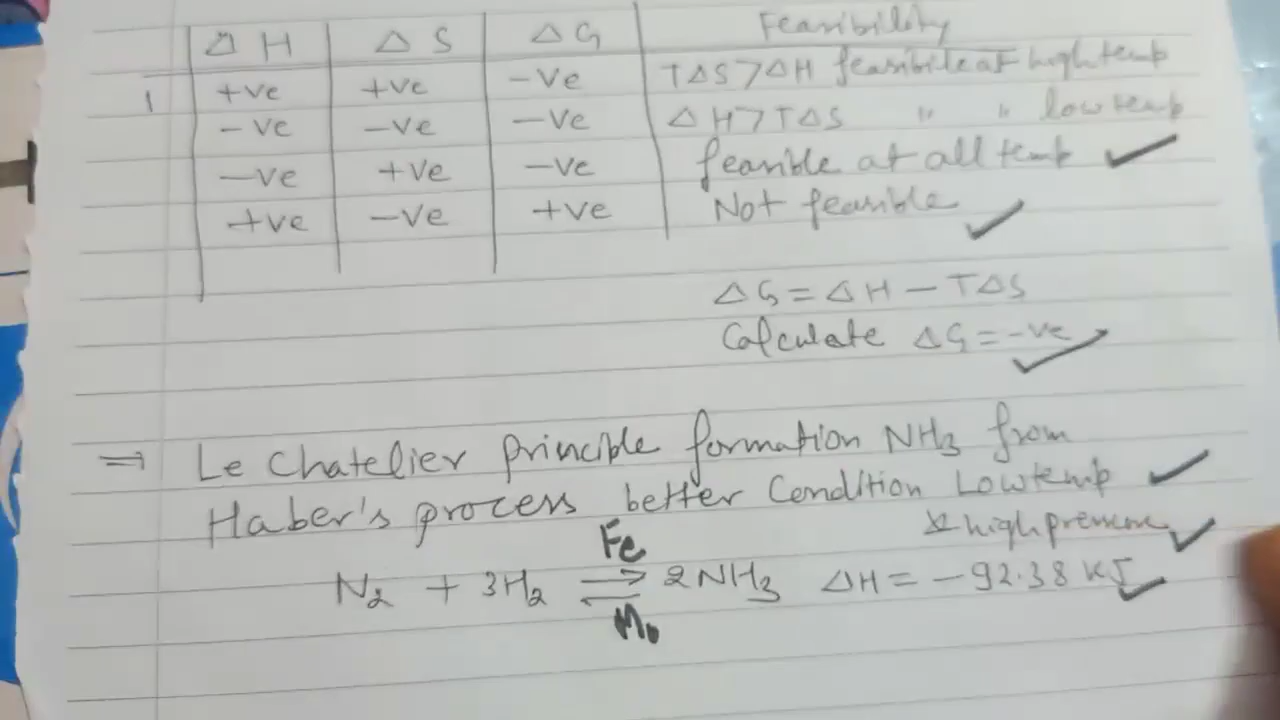 Δ H ΔS ΔG Feasibility
1 +ve +ve -ve TΔS>ΔH feasibile at high temp
-ve -ve -ve ΔH>TΔS " " low temp
-ve +ve -ve feasible at all temp ✓
+ve -ve +ve Not feasible ✓
ΔG=ΔH-TΔS
Calculate ΔG=-ve ✓
⇒ Le Chatelier principle formation NH3 from
Haber's process better Condition Low temp ✓
& high pressure ✓
Fe
N2 + 3H2 ⇌ 2NH3 ΔH = -92.38 KJ ✓
Mo